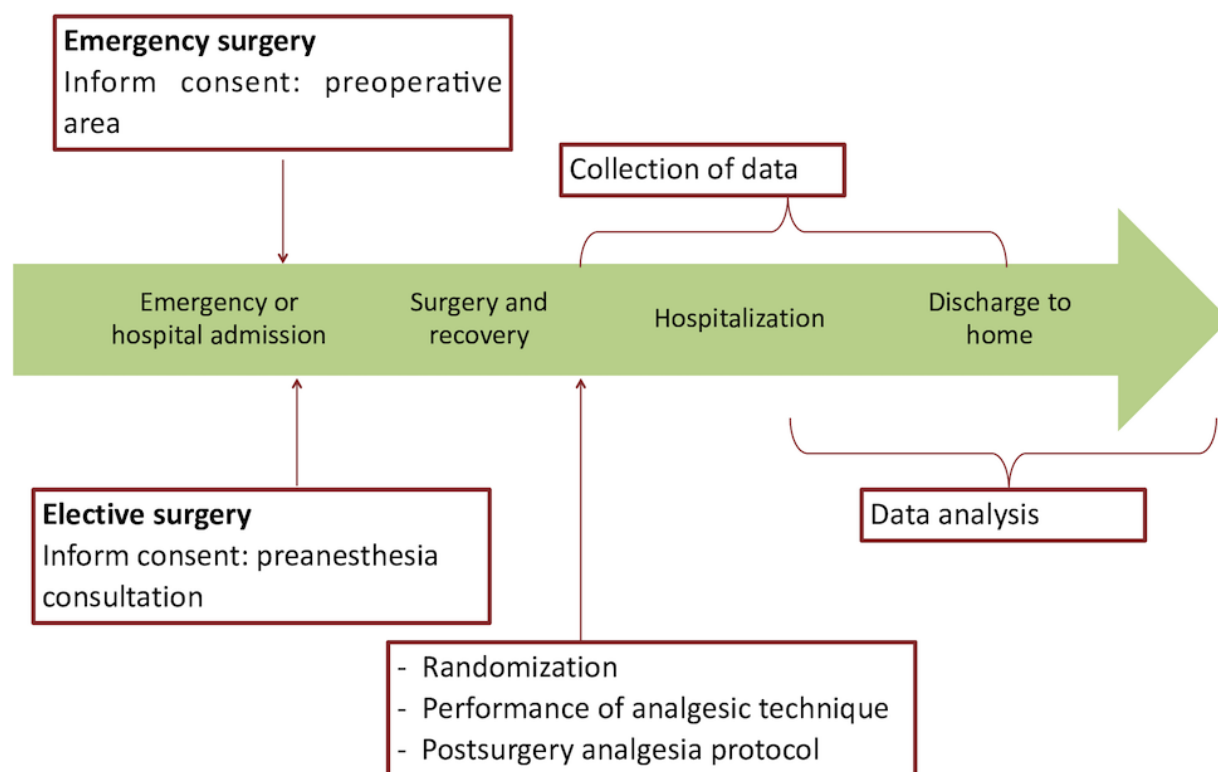 Emergency surgery
Inform consent: preoperative
area
Collection of data
Emergency or
hospital admission
Surgery and
recovery
Hospitalization
Discharge to
home
Elective surgery
Inform consent: preanesthesia
consultation
Data analysis
- Randomization
- Performance of analgesic technique
- Postsurgery analgesia protocol